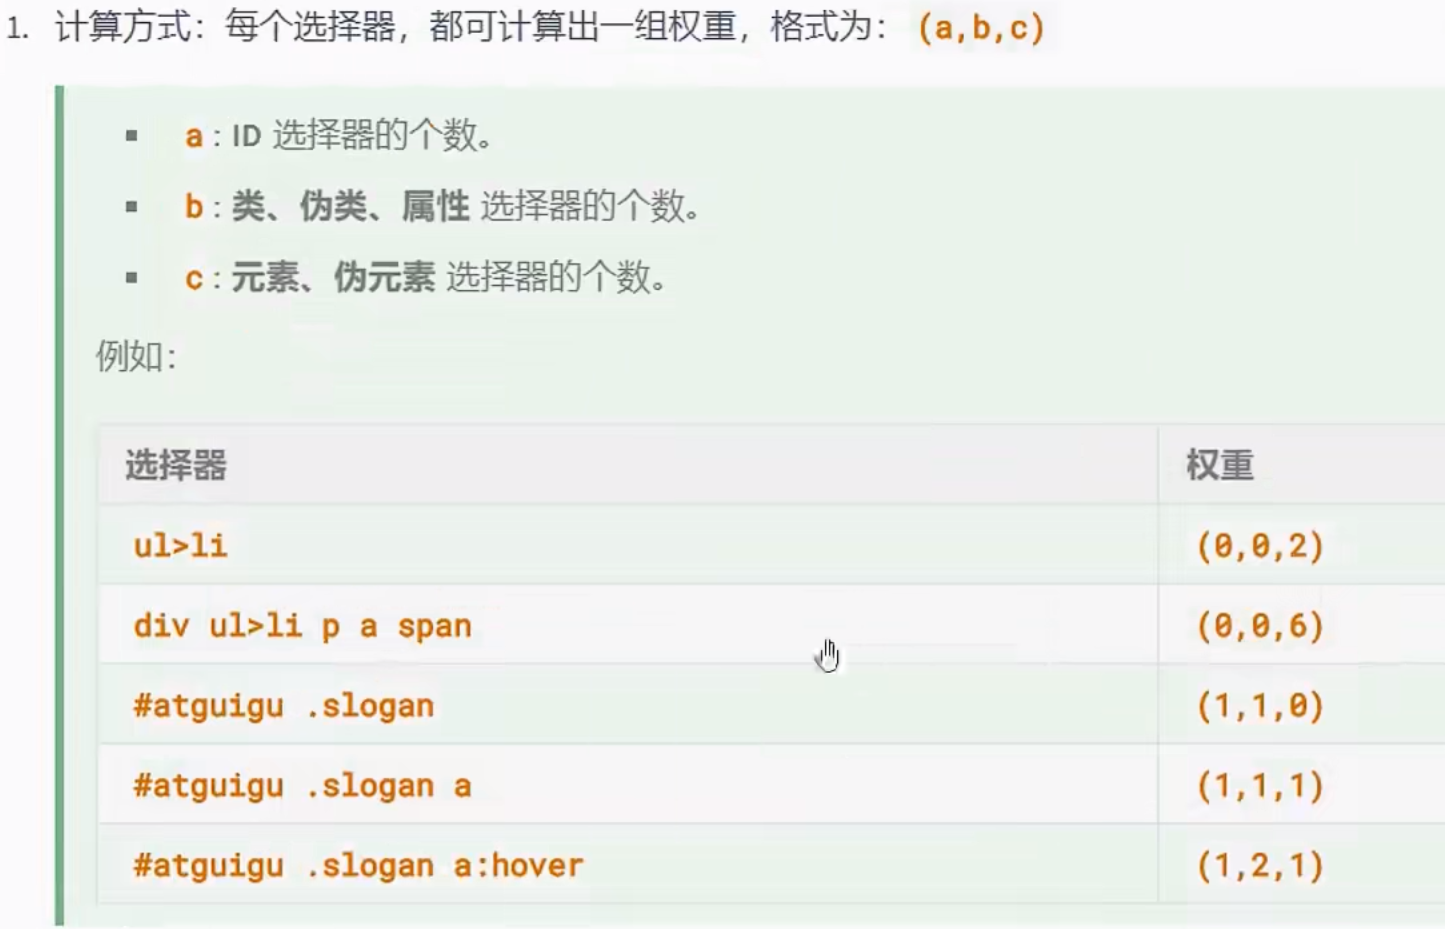 1. 计算方式：每个选择器，都可计算出一组权重，格式为： (a,b,c)
▪ a : ID 选择器的个数。
▪ b : 类、伪类、属性 选择器的个数。
▪ c : 元素、伪元素 选择器的个数。
例如：
选择器 权重
ul>li (0,0,2)
div ul>li p a span (0,0,6)
#atguigu .slogan (1,1,0)
#atguigu .slogan a (1,1,1)
#atguigu .slogan a:hover (1,2,1)